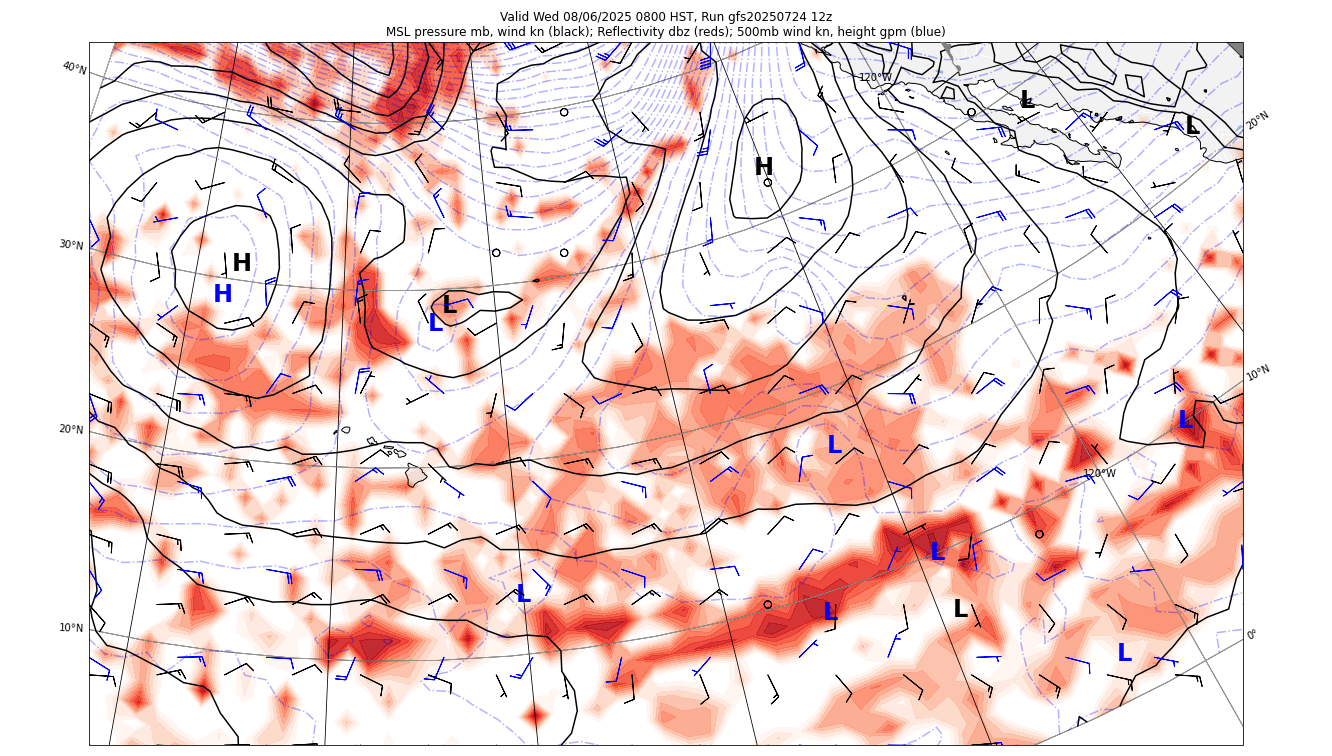 Valid Wed 08/06/2025 0800 HST, Run gfs20250724 12z
MSL pressure mb, wind kn (black); Reflectivity dbz (reds); 500mb wind kn, height gpm (blue)
40°N
120°W
L
20°N
L
H
30°N
H
H
L
L
10°N
L
20°N
L
120°W
L
L
L
L
10°N
0°
L